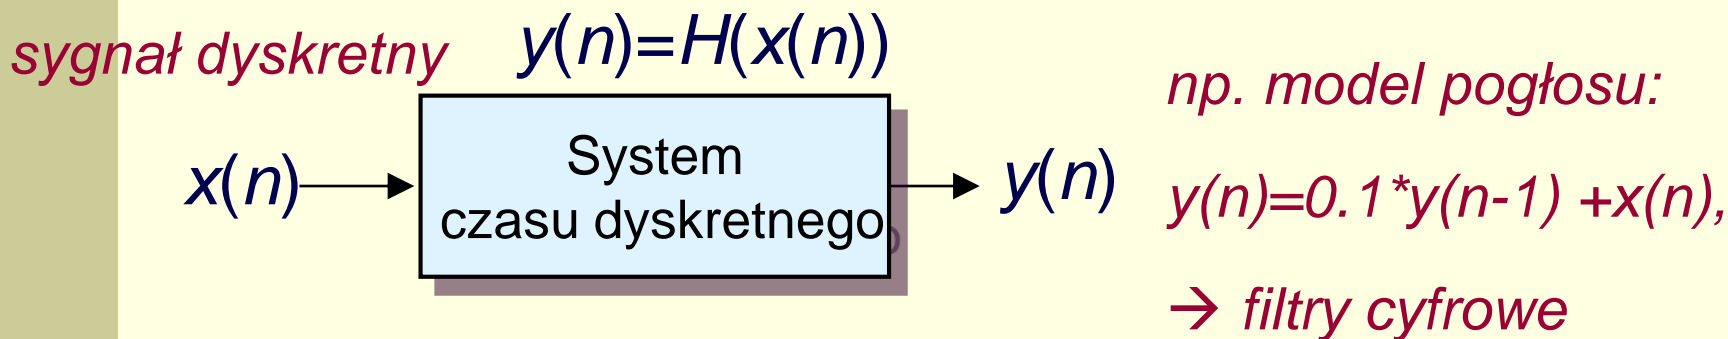 sygnał dyskretny
y(n)=H(x(n))
x(n)
System
czasu dyskretnego
y(n)
np. model pogłosu:
y(n)=0.1*y(n-1) +x(n),
→ filtry cyfrowe